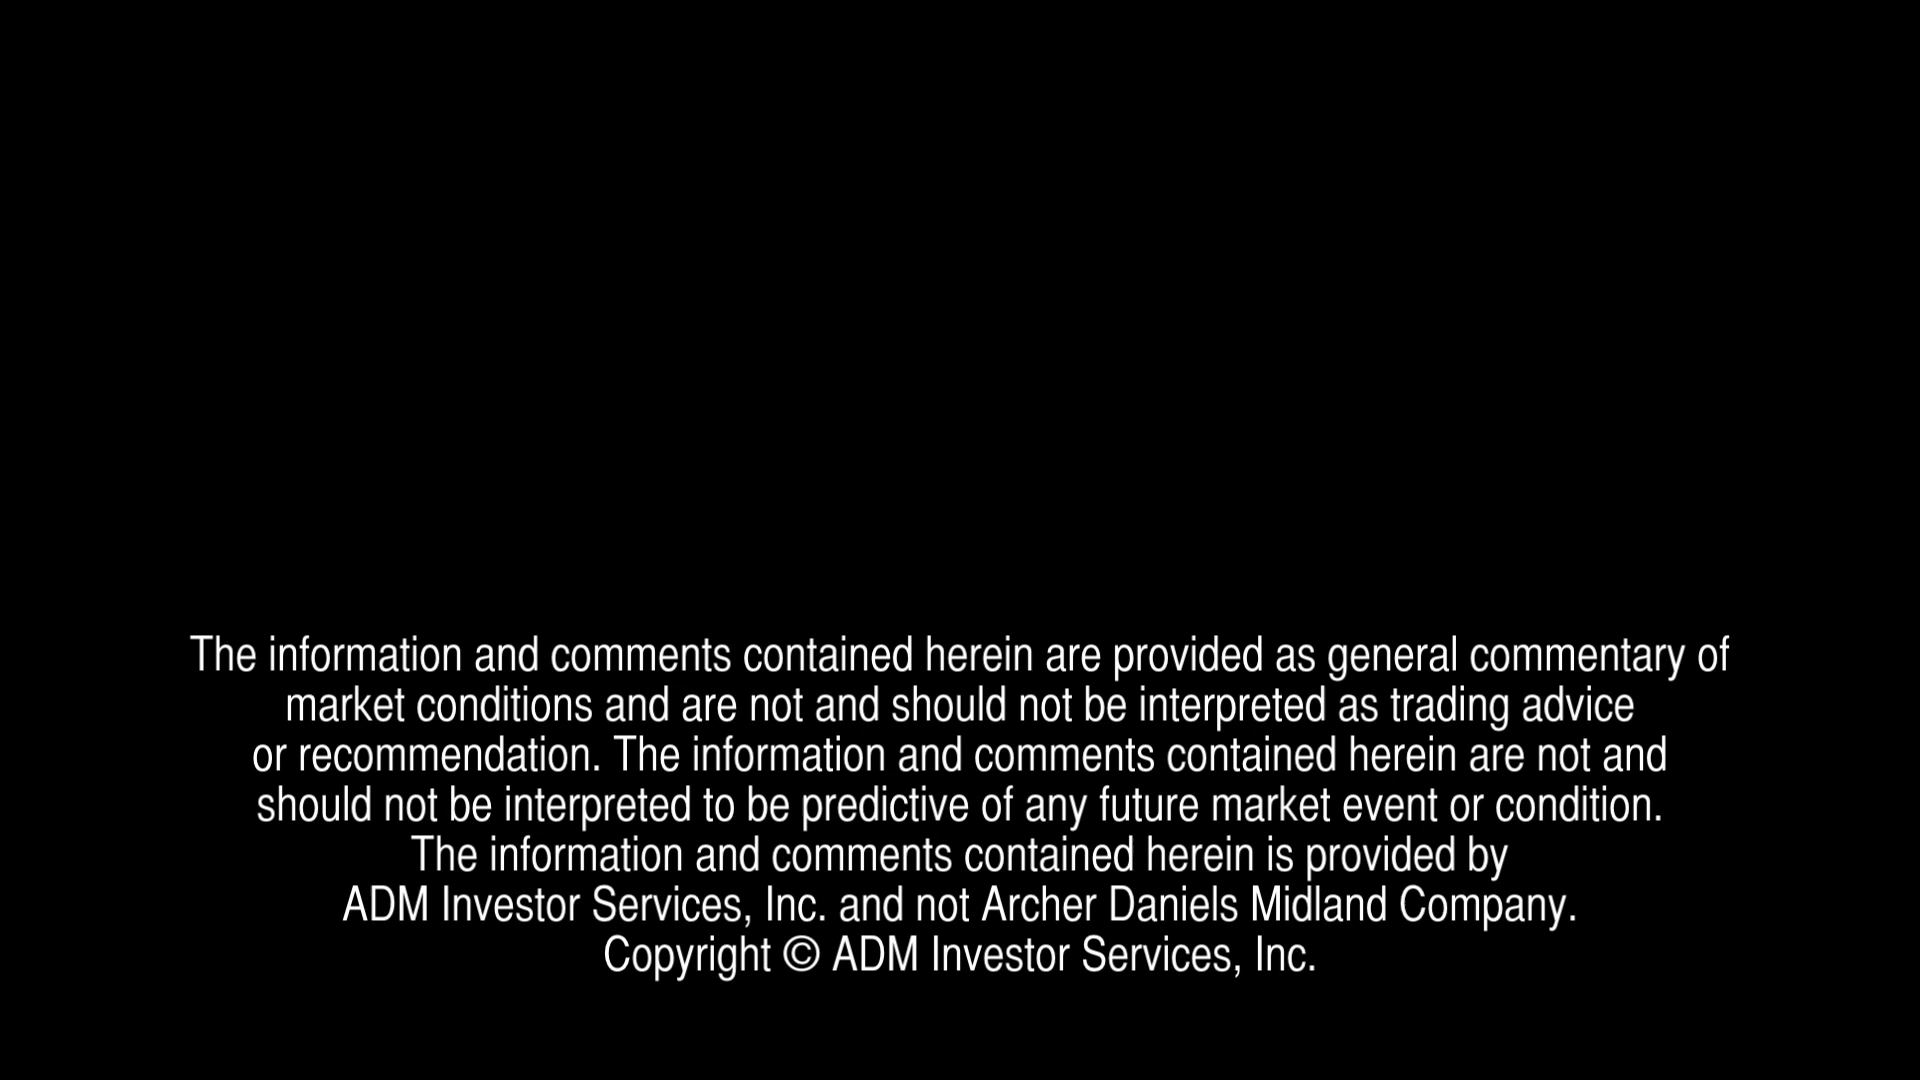 The information and comments contained herein are provided as general commentary of
market conditions and are not and should not be interpreted as trading advice
or recommendation. The information and comments contained herein are not and
should not be interpreted to be predictive of any future market event or condition.
The information and comments contained herein is provided by
ADM Investor Services, Inc. and not Archer Daniels Midland Company.
Copyright © ADM Investor Services, Inc.